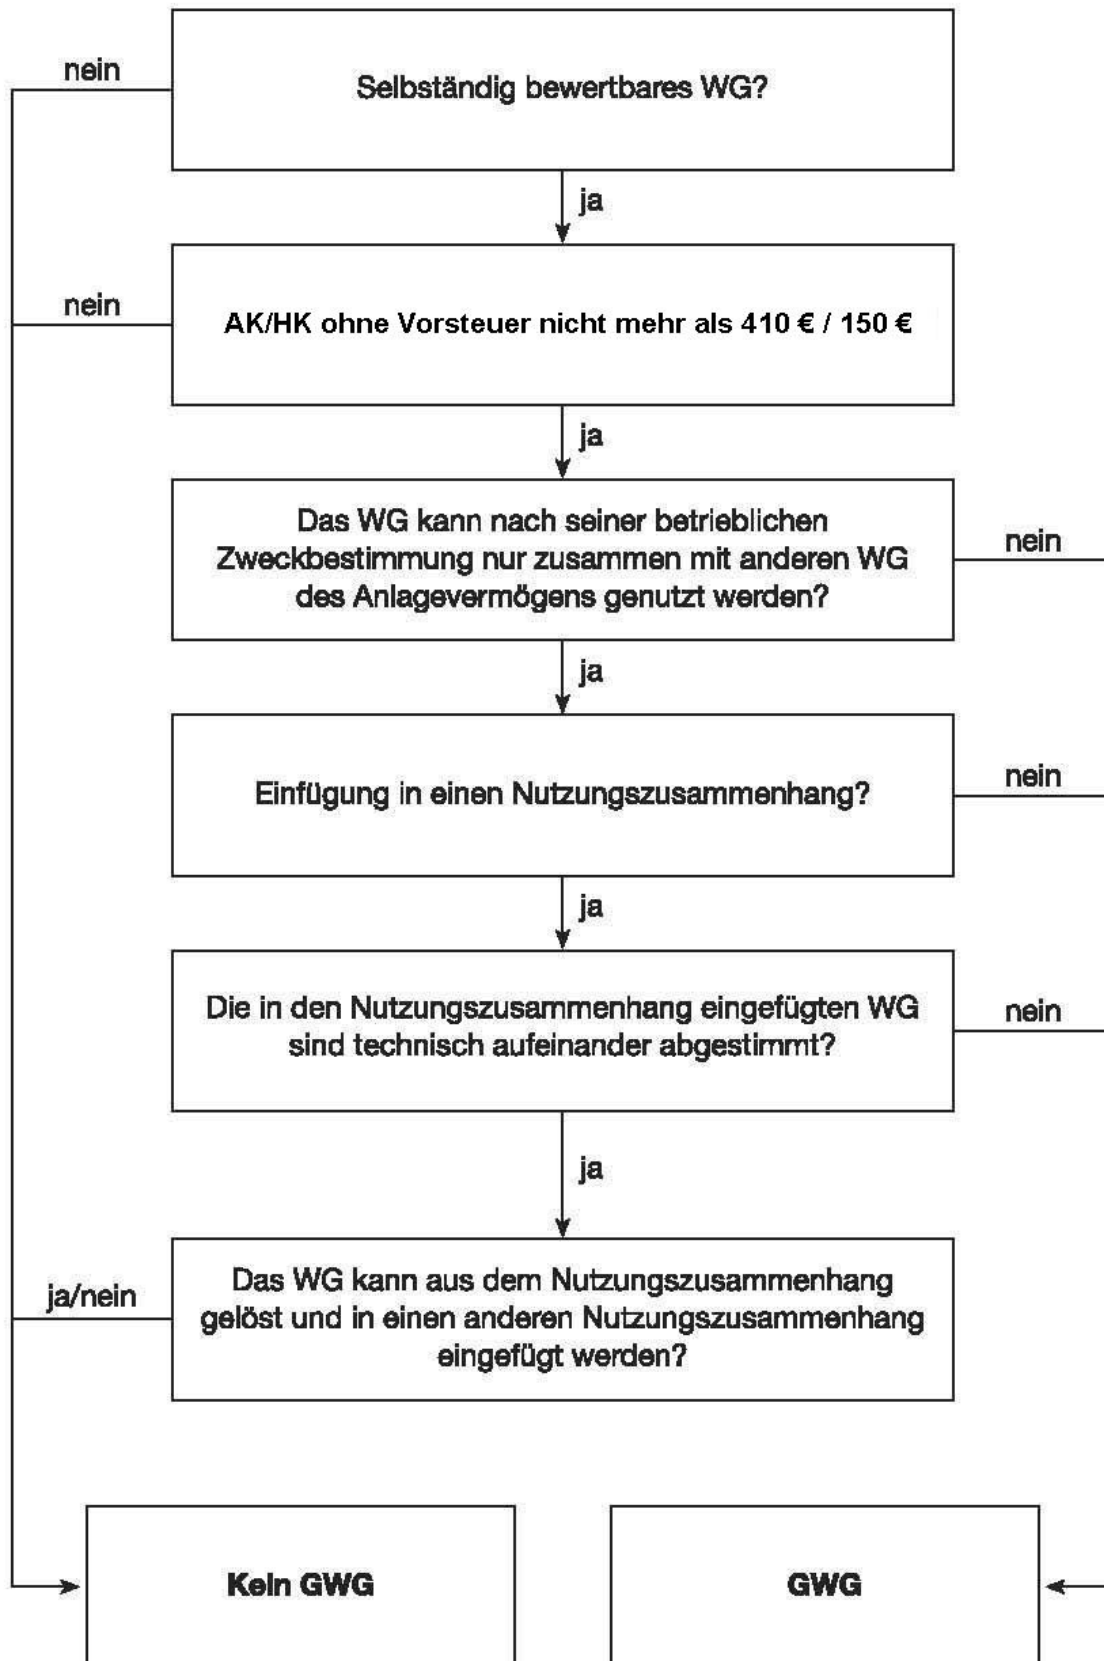 nein
Selbständig bewertbares WG?
ja
nein
AK/HK ohne Vorsteuer nicht mehr als 410 € / 150 €
ja
Das WG kann nach seiner betrieblichen
Zweckbestimmung nur zusammen mit anderen WG
des Anlagevermögens genutzt werden?
nein
ja
Einfügung in einen Nutzungszusammenhang?
nein
ja
Die in den Nutzungszusammenhang eingefügten WG
sind technisch aufeinander abgestimmt?
nein
ja
ja/nein
Das WG kann aus dem Nutzungszusammenhang
gelöst und in einen anderen Nutzungszusammenhang
eingefügt werden?
Kein GWG
GWG